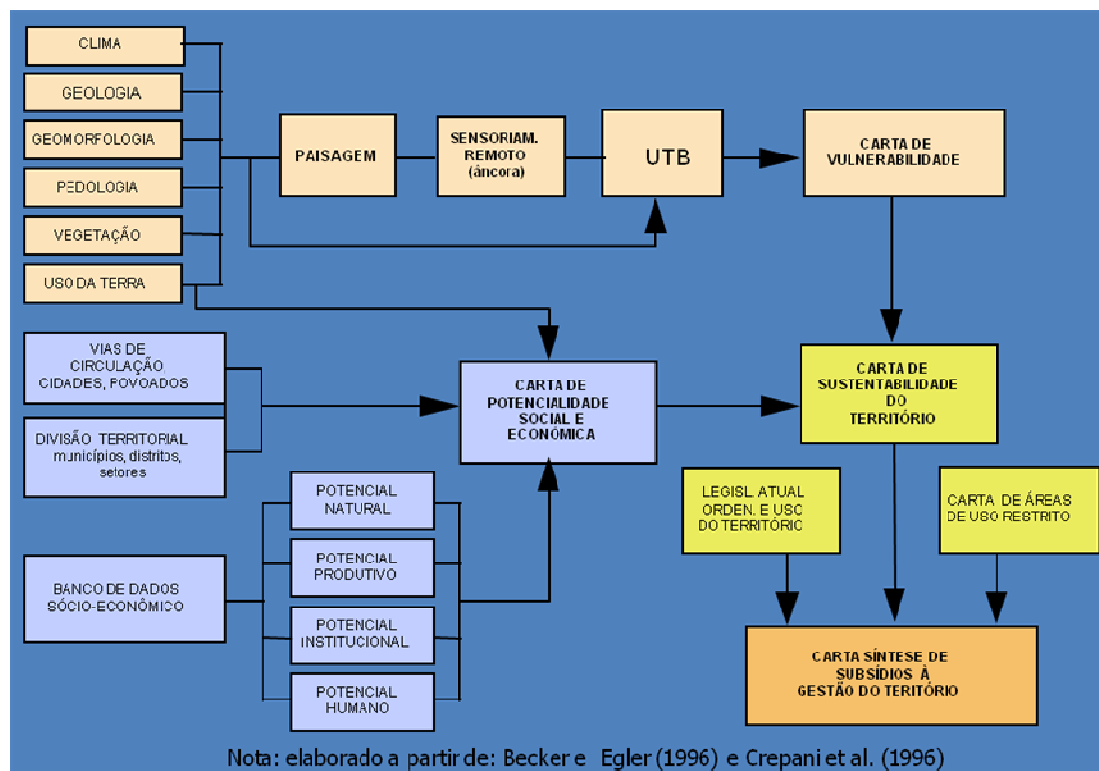 CLIMA
GEOLOGIA
GEOMORFOLOGIA
PEDOLOGIA
VEGETAÇÃO
USO DA TERRA
PAISAGEM
SENSORIAM.
REMOTO
(âncora)
UTB
CARTA DE
VULNERABILIDADE
VIAS DE
CIRCULAÇÃO,
CIDADES, POVOADOS
DIVISÃO TERRITORIAL
municípios, distritos,
setores
CARTA DE
POTENCIALIDADE
SOCIAL E
ECONÔMICA
CARTA DE
SUSTENTABILIDADE
DO
TERRITÓRIO
BANCO DE DADOS
SÓCIO-ECONÔMICO
POTENCIAL
NATURAL
POTENCIAL
PRODUTIVO
POTENCIAL
INSTITUCIONAL
POTENCIAL
HUMANO
LEGISL. ATUAL
ORDEN. E USO
DO TERRITÓRIO
CARTA DE ÁREAS
DE USO RESTRITO
CARTA SÍNTESE DE
SUBSÍDIOS À
GESTÃO DO TERITÓRIO
Nota: elaborado a partir de: Becker e Egler (1996) e Crepani et al. (1996)